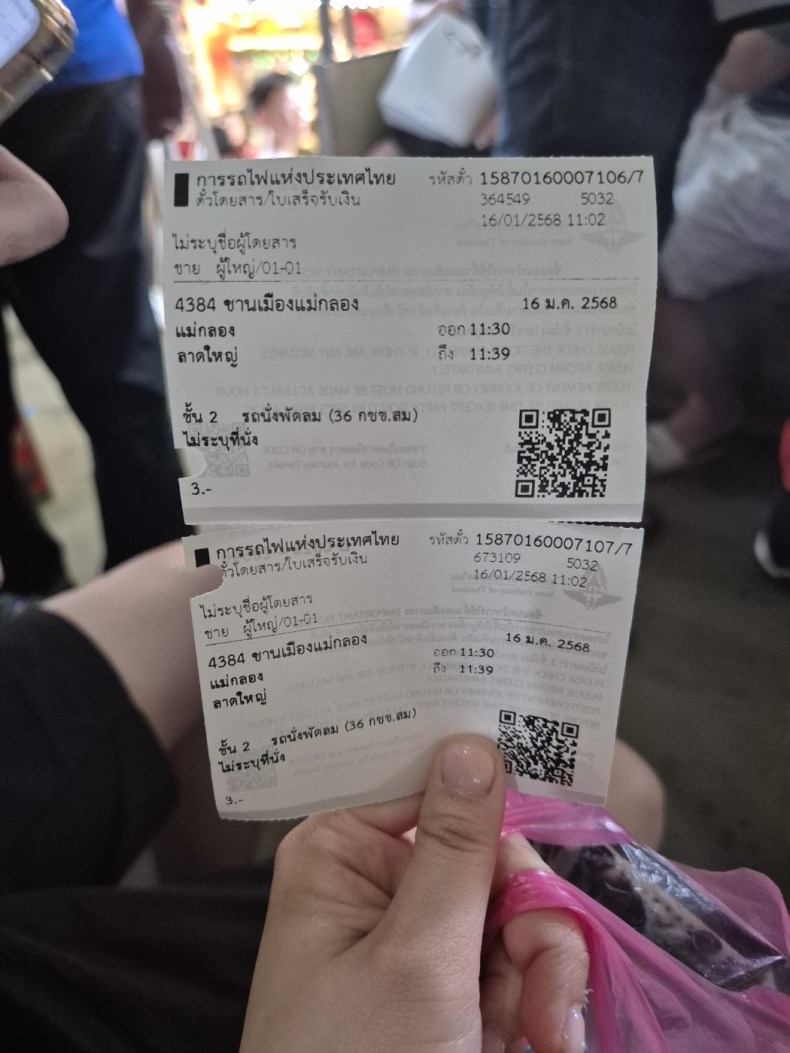 การรถไฟแห่งประเทศไทย รหัสตั๋ว 15870160007106/7
ตั๋วโดยสาร/ใบเสร็จรับเงิน 364549 5032
16/01/2568 11:02
ไม่ระบุชื่อผู้โดยสาร
ชาย ผู้ใหญ่/01-01
4384 ชานเมืองแม่กลอง 16 ม.ค. 2568
แม่กลอง ออก 11:30
ลาดใหญ่ ถึง 11:39
ชั้น 2 รถนั่งพัดลม (36 กซข.สม)
ไม่ระบุที่นั่ง
3.-
การรถไฟแห่งประเทศไทย รหัสตั๋ว 15870160007107/7
ตั๋วโดยสาร/ใบเสร็จรับเงิน 673109 5032
16/01/2568 11:02
ไม่ระบุชื่อผู้โดยสาร
ชาย ผู้ใหญ่/01-01
4384 ชานเมืองแม่กลอง 16 ม.ค. 2568
แม่กลอง ออก 11:30
ลาดใหญ่ ถึง 11:39
ชั้น 2 รถนั่งพัดลม (36 กซข.สม)
ไม่ระบุที่นั่ง
3.-